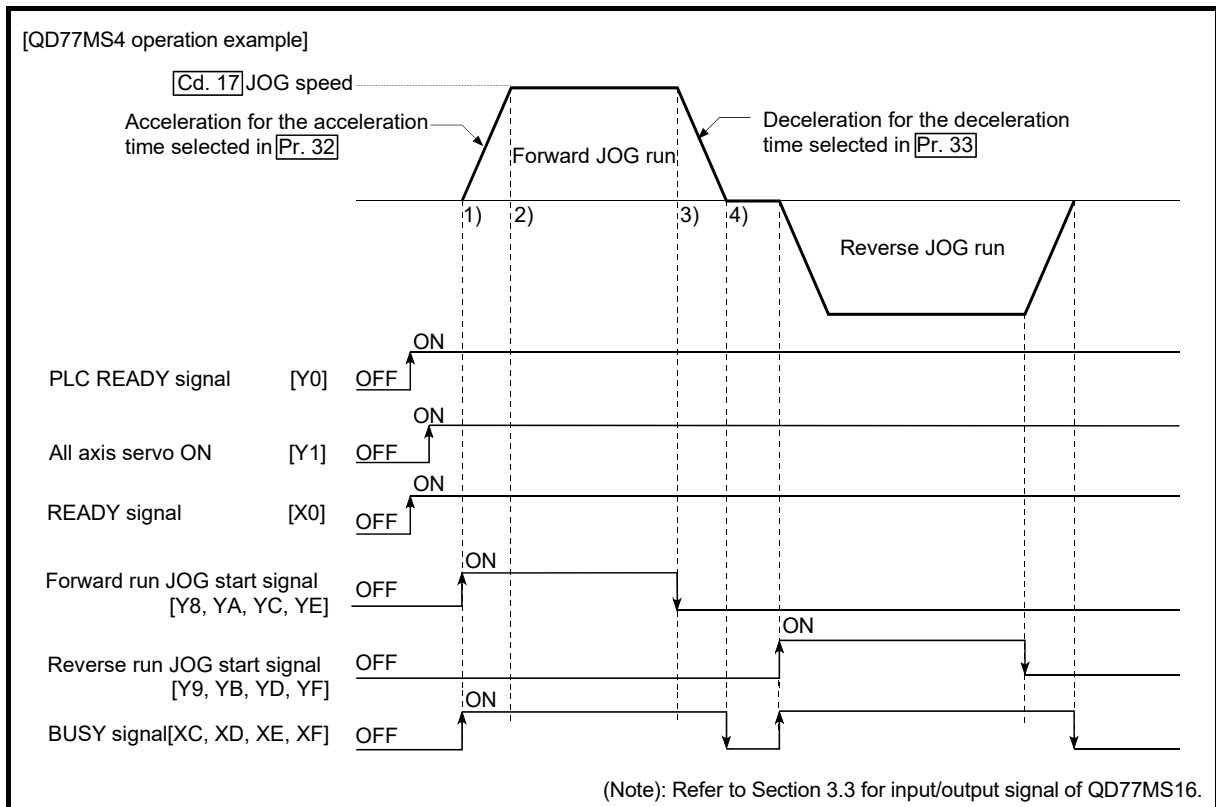 [QD77MS4 operation example]
Cd. 17 JOG speed
Acceleration for the acceleration
time selected in Pr. 32
Forward JOG run
Deceleration for the deceleration
time selected in Pr. 33
1)
2)
3)
4)
Reverse JOG run
ON
PLC READY signal [Y0] OFF
ON
All axis servo ON [Y1] OFF
ON
READY signal [X0] OFF
ON
Forward run JOG start signal OFF
[Y8, YA, YC, YE]
ON
Reverse run JOG start signal OFF
[Y9, YB, YD, YF]
ON
BUSY signal[XC, XD, XE, XF] OFF
(Note): Refer to Section 3.3 for input/output signal of QD77MS16.